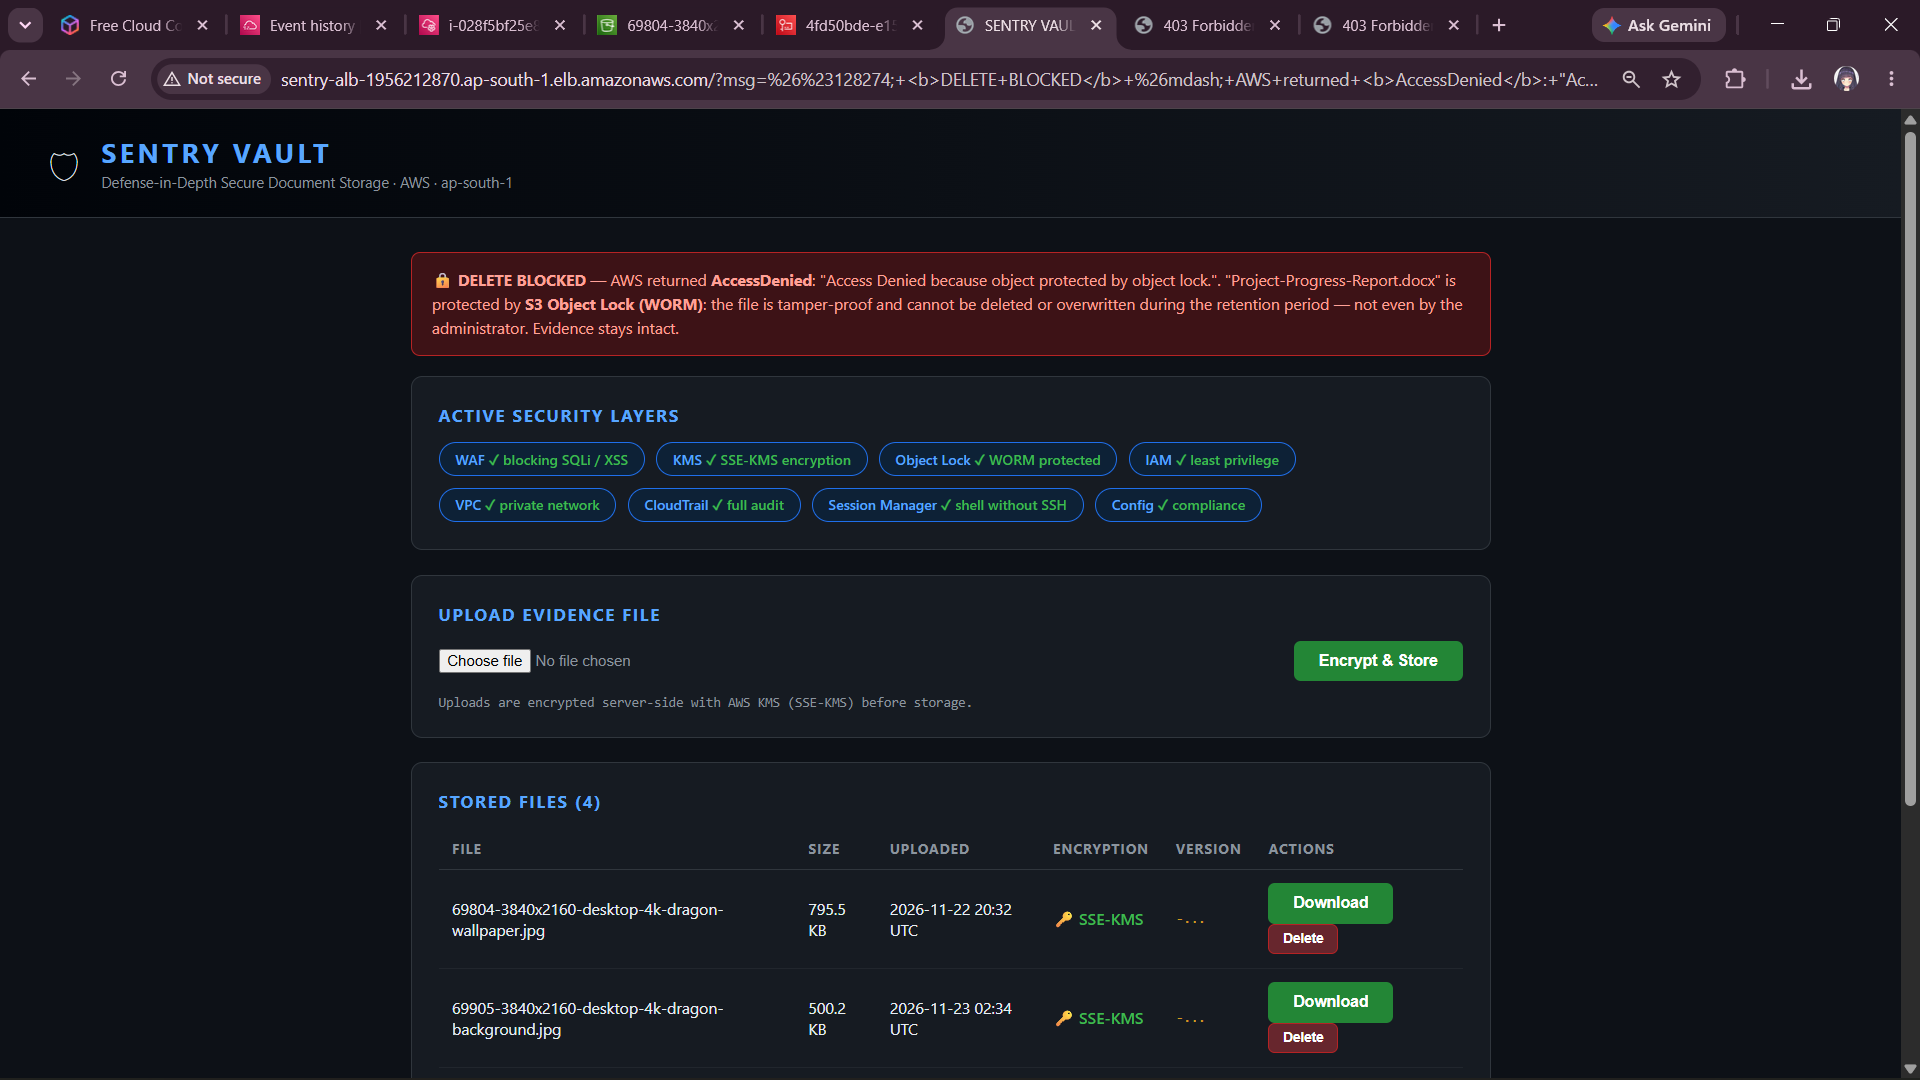 Free Cloud Co
Event history
i-028f5bf25e8
69804-3840x2
4fd50bde-e15
SENTRY VAUL
403 Forbidde
403 Forbidde
Ask Gemini
Not secure
sentry-alb-1956212870.ap-south-1.elb.amazonaws.com/?msg=%26%23128274;+<b>DELETE+BLOCKED</b>+%26mdash;+AWS+returned+<b>AccessDenied</b>:+"Ac...
SENTRY VAULT
Defense-in-Depth Secure Document Storage · AWS · ap-south-1
DELETE BLOCKED — AWS returned AccessDenied: "Access Denied because object protected by object lock.". "Project-Progress-Report.docx" is
protected by S3 Object Lock (WORM): the file is tamper-proof and cannot be deleted or overwritten during the retention period — not even by the
administrator. Evidence stays intact.
ACTIVE SECURITY LAYERS
WAF ✓ blocking SQLi / XSS
KMS ✓ SSE-KMS encryption
Object Lock ✓ WORM protected
IAM ✓ least privilege
VPC ✓ private network
CloudTrail ✓ full audit
Session Manager ✓ shell without SSH
Config ✓ compliance
UPLOAD EVIDENCE FILE
Choose file No file chosen
Encrypt & Store
Uploads are encrypted server-side with AWS KMS (SSE-KMS) before storage.
STORED FILES (4)
FILE SIZE UPLOADED ENCRYPTION VERSION ACTIONS
69804-3840x2160-desktop-4k-dragon-
wallpaper.jpg
795.5
KB
2026-11-22 20:32
UTC
SSE-KMS
-...
Download
Delete
69905-3840x2160-desktop-4k-dragon-
background.jpg
500.2
KB
2026-11-23 02:34
UTC
SSE-KMS
-...
Download
Delete